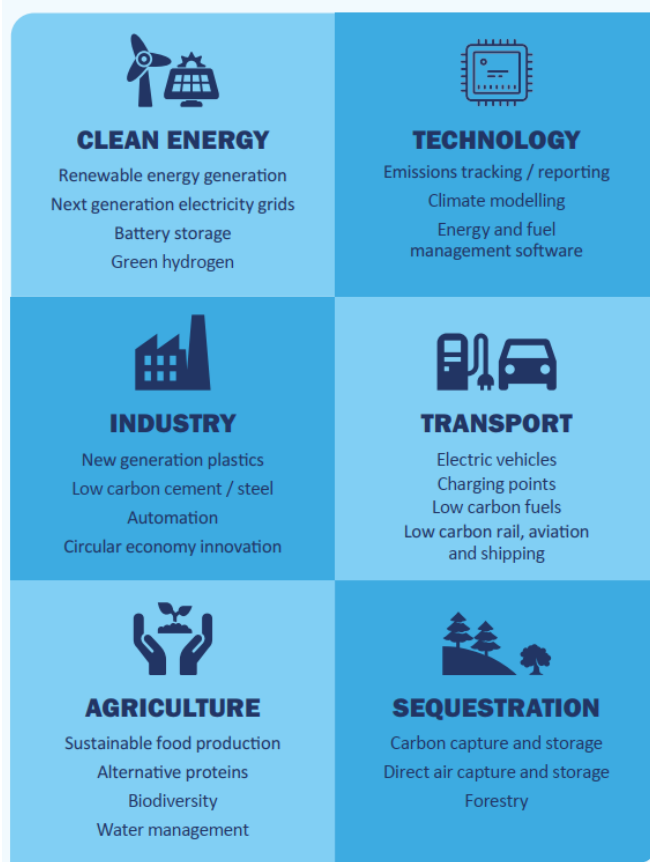 CLEAN ENERGY
Renewable energy generation
Next generation electricity grids
Battery storage
Green hydrogen
TECHNOLOGY
Emissions tracking / reporting
Climate modelling
Energy and fuel
management software
INDUSTRY
New generation plastics
Low carbon cement / steel
Automation
Circular economy innovation
TRANSPORT
Electric vehicles
Charging points
Low carbon fuels
Low carbon rail, aviation
and shipping
AGRICULTURE
Sustainable food production
Alternative proteins
Biodiversity
Water management
SEQUESTRATION
Carbon capture and storage
Direct air capture and storage
Forestry